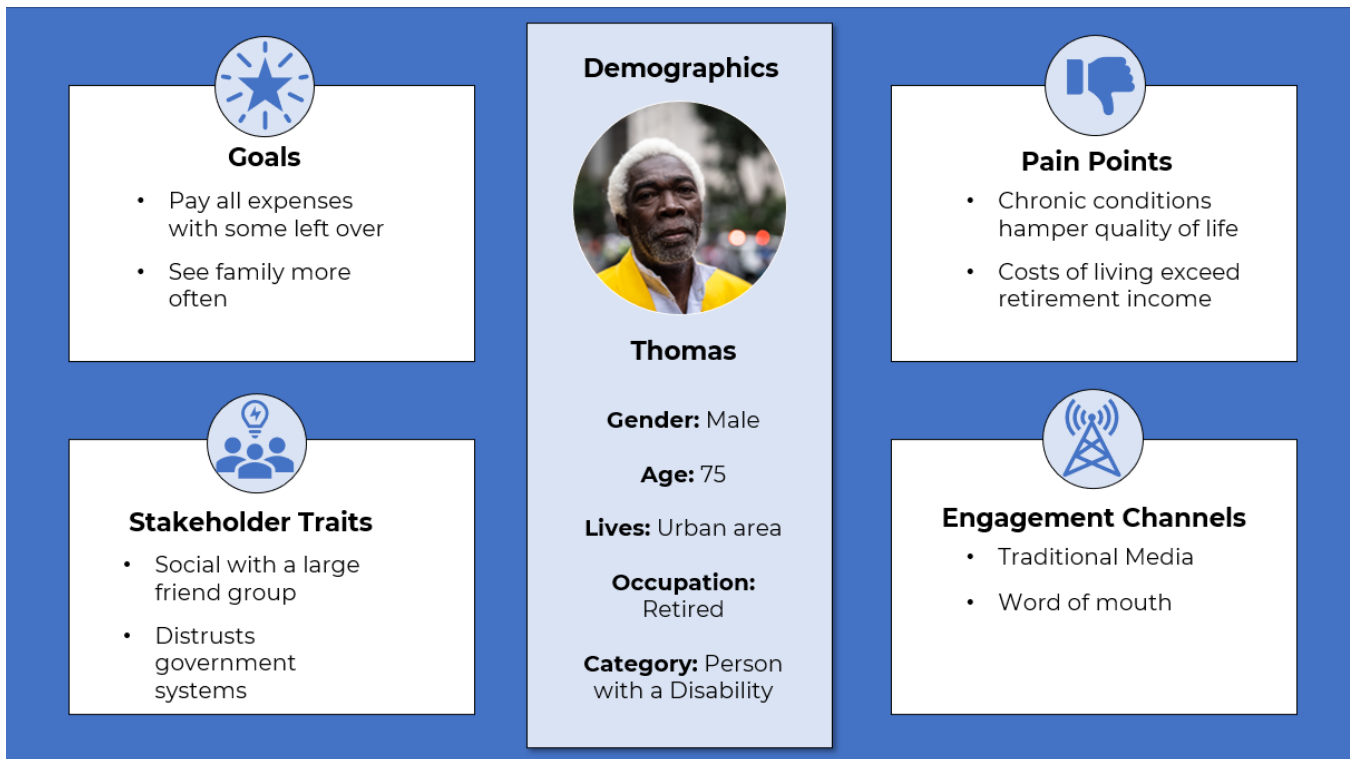 Goals
• Pay all expenses
with some left over
• See family more
often
Stakeholder Traits
• Social with a large
friend group
• Distrusts
government
systems
Demographics
Thomas
Gender: Male
Age: 75
Lives: Urban area
Occupation:
Retired
Category: Person
with a Disability
Pain Points
• Chronic conditions
hamper quality of life
• Costs of living exceed
retirement income
Engagement Channels
• Traditional Media
• Word of mouth